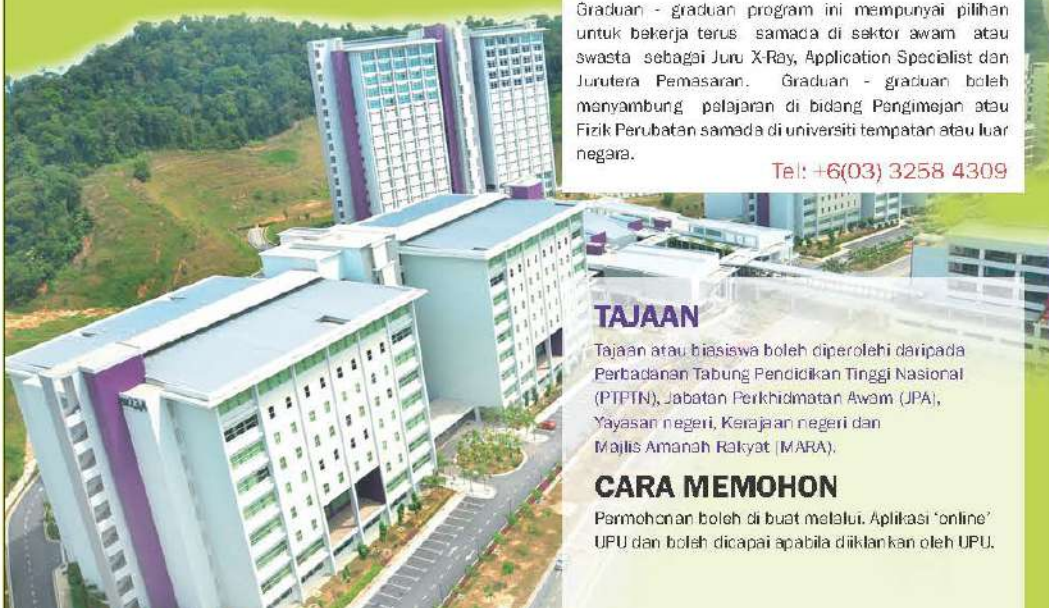 Graduan - graduan program ini mempunyai pilihan
untuk bekerja terus samada di sektor awam atau
swasta sebagai Juru X-Ray, Application Specialist dan
Jurutera Pemasaran. Graduan - graduan boleh
menyambung pelajaran di bidang Pengimejan atau
Fizik Perubatan samada di universiti tempatan atau luar
negara.
Tel: +6(03) 3258 4309
TAJAAN
Tajaan atau biasiswa boleh diperolehi daripada
Perbadanan Tabung Pendidikan Tinggi Nasional
(PTPTN), Jabatan Perkhidmatan Awam (JPA),
Yayasan negeri, Kerajaan negeri dan
Majlis Amanah Rakyat (MARA).
CARA MEMOHON
Permohonan boleh di buat melalui. Aplikasi 'online'
UPU dan boleh dicapai apabila diiklankan oleh UPU.